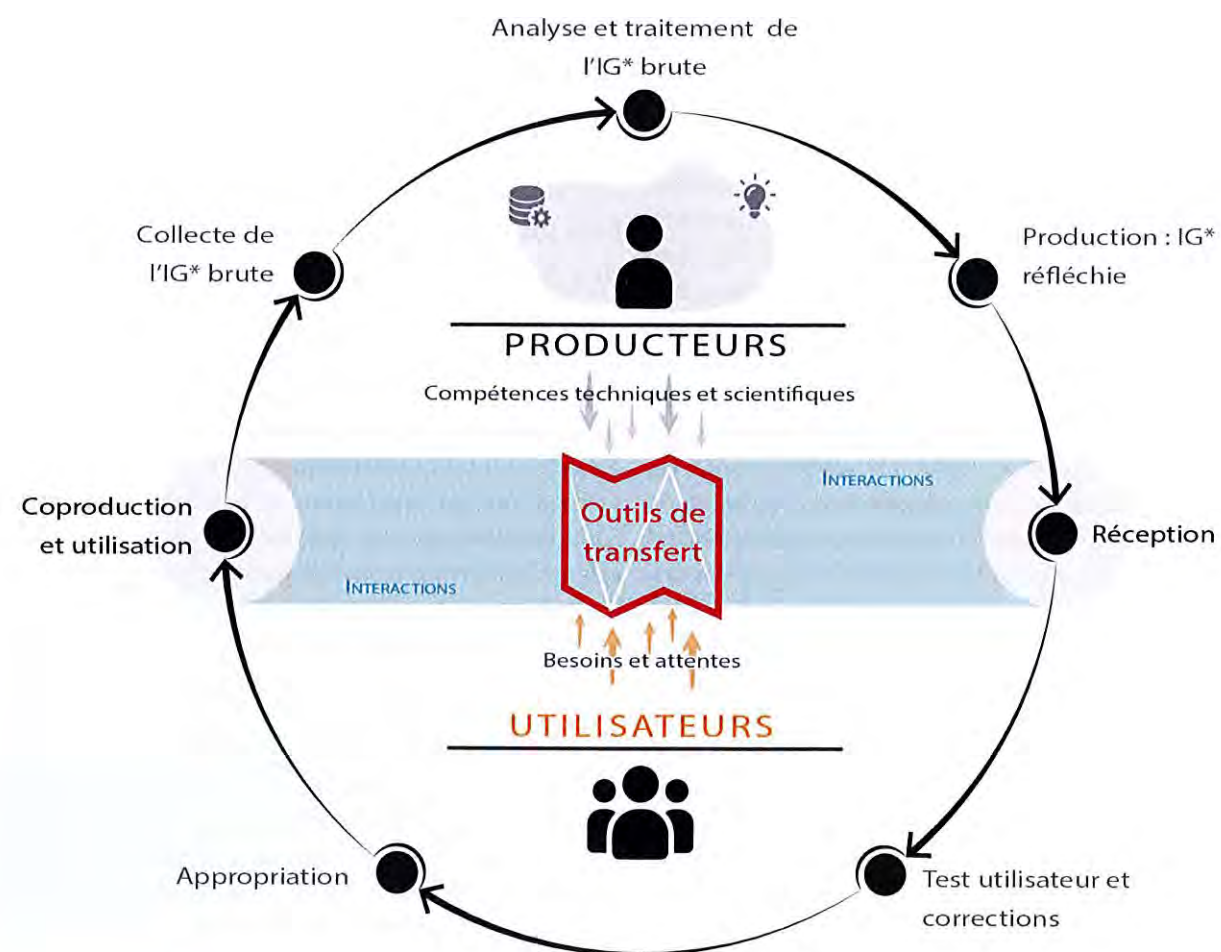 Analyse et traitement de
l'IG* brute
Collecte de
l'IG* brute
Production : IG*
réfléchie
PRODUCTEURS
Compétences techniques et scientifiques
INTERACTIONS
Coproduction
et utilisation
Outils de
transfert
Réception
INTERACTIONS
Besoins et attentes
UTILISATEURS
Appropriation
Test utilisateur et
corrections